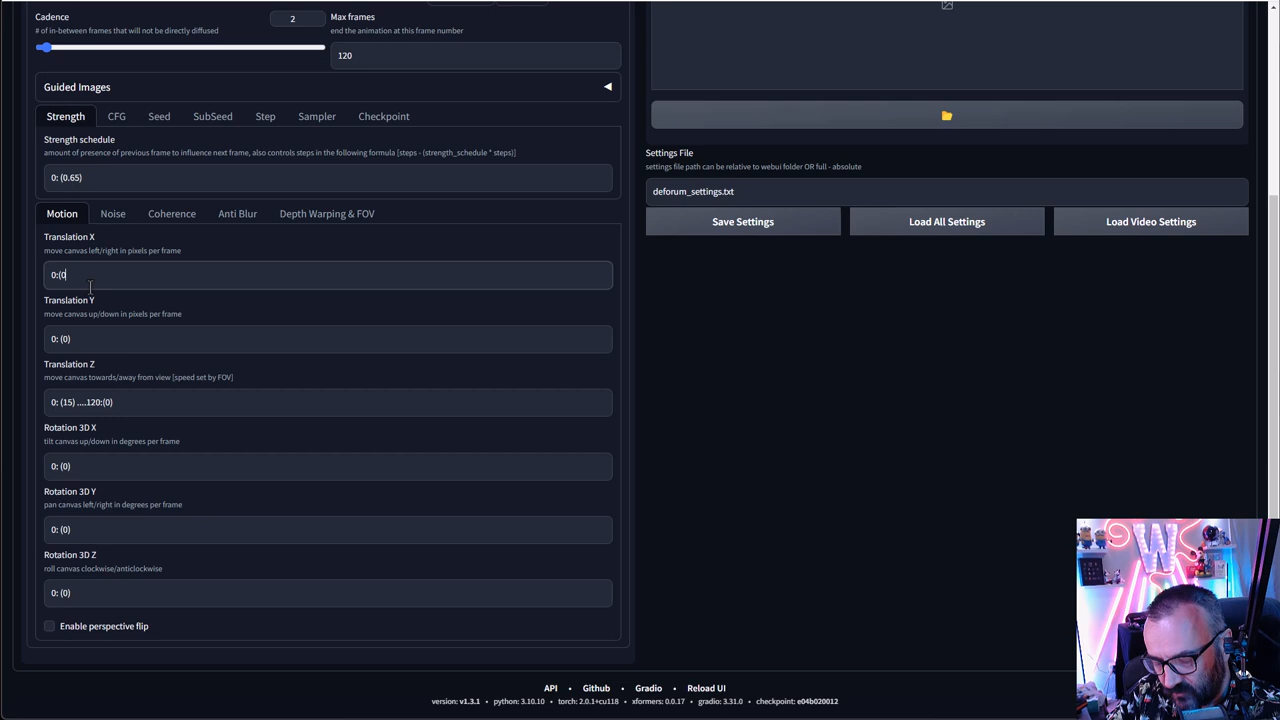 Cadence
# of in-between frames that will not be directly diffused
2
Max frames
end the animation at this frame number
120
Guided Images
Strength CFG Seed SubSeed Step Sampler Checkpoint
Strength schedule
amount of presence of previous frame to influence next frame, also controls steps in the following formula [steps - (strength_schedule * steps)]
0: (0.65)
Motion Noise Coherence Anti Blur Depth Warping & FOV
Translation X
move canvas left/right in pixels per frame
0:(0
Translation Y
move canvas up/down in pixels per frame
0: (0)
Translation Z
move canvas towards/away from view [speed set by FOV]
0: (15) ....120:(0)
Rotation 3D X
tilt canvas up/down in degrees per frame
0: (0)
Rotation 3D Y
pan canvas left/right in degrees per frame
0: (0)
Rotation 3D Z
roll canvas clockwise/anticlockwise
0: (0)
Enable perspective flip
Settings File
settings file path can be relative to webui folder OR full - absolute
deforum_settings.txt
Save Settings Load All Settings Load Video Settings
API • Github • Gradio • Reload UI
version: v1.3.1 • python: 3.10.10 • torch: 2.0.1+cu118 • xformers: 0.0.17 • gradio: 3.31.0 • checkpoint: e04b020012
W